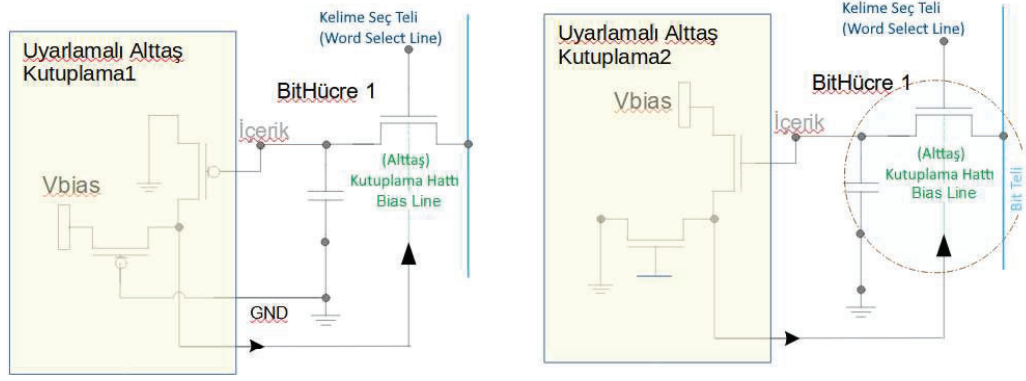 Kelime Seç Teli
(Word Select Line)
Uyarlamalı Alttaş
Kutuplama1
BitHücre 1
İçerik
Vbias
(Alttaş)
Kutuplama Hattı
Bias Line
GND
Kelime Seç Teli
(Word Select Line)
Uyarlamalı Alttaş
Kutuplama2
BitHücre 1
Vbias
İçerik
(Alttaş)
Kutuplama Hattı
Bias Line
Bit Teli